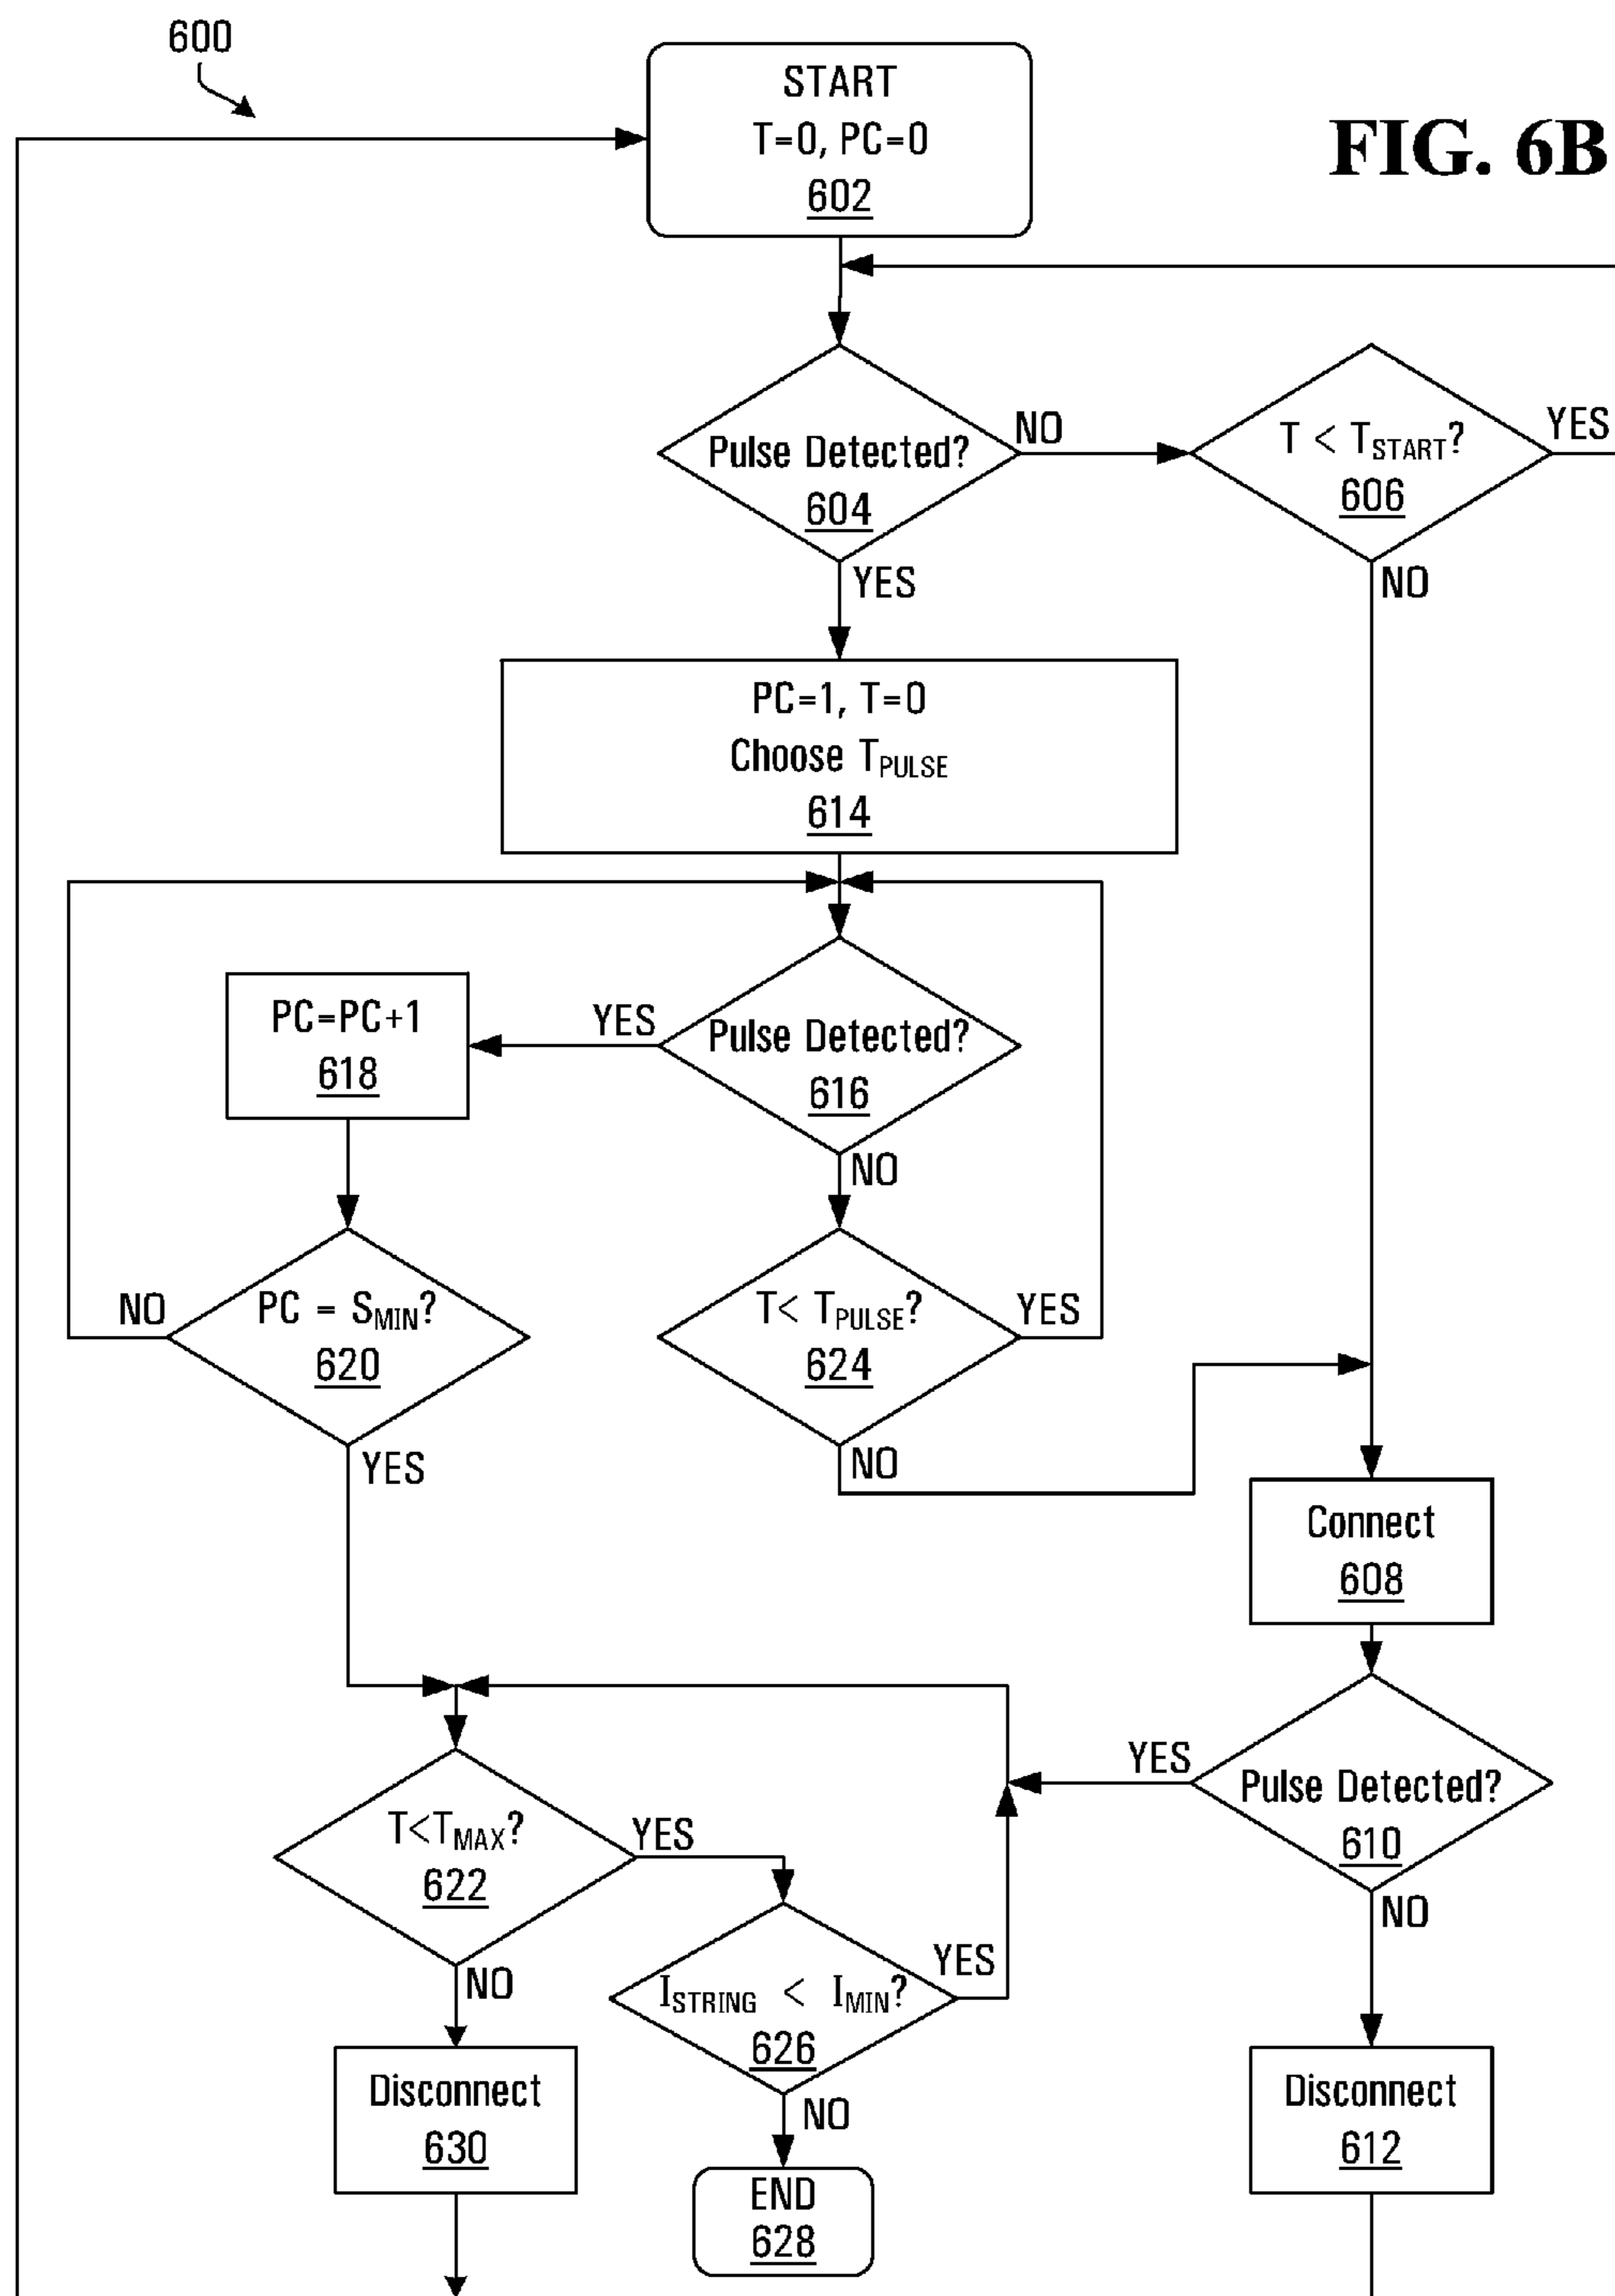 600
FIG. 6B
START
T=0, PC=0
602
Pulse Detected?
604
NO
YES
T < TSTART?
606
YES
NO
PC=1, T=0
Choose TPULSE
614
Pulse Detected?
616
YES
NO
PC=PC+1
618
PC = SMIN?
620
NO
YES
T< TPULSE?
624
YES
NO
Connect
608
Pulse Detected?
610
YES
NO
T<TMAX?
622
YES
NO
ISTRING < IMIN?
626
YES
NO
Disconnect
630
END
628
Disconnect
612